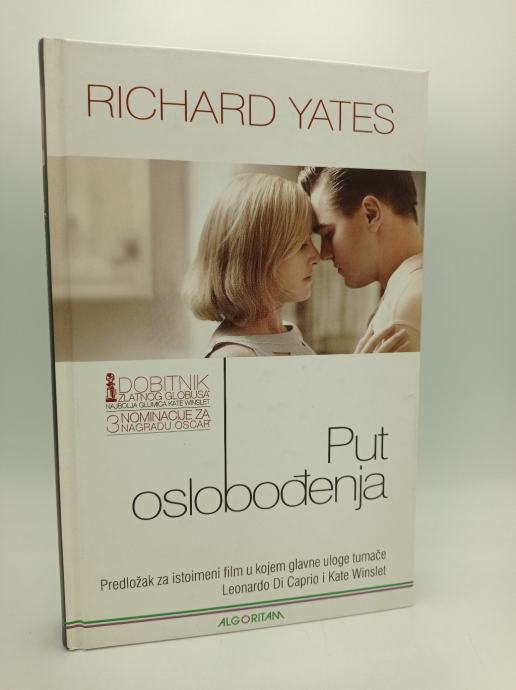 RICHARD YATES
DOBITNIK
ZLATNOG GLOBUSA
NAJBOLJA GLUMICA KATE WINSLET
3 NOMINACIJE ZA
NAGRADU OSCAR
Put
oslobođenja
Predložak za istoimeni film u kojem glavne uloge tumače
Leonardo Di Caprio i Kate Winslet
ALGORITAM